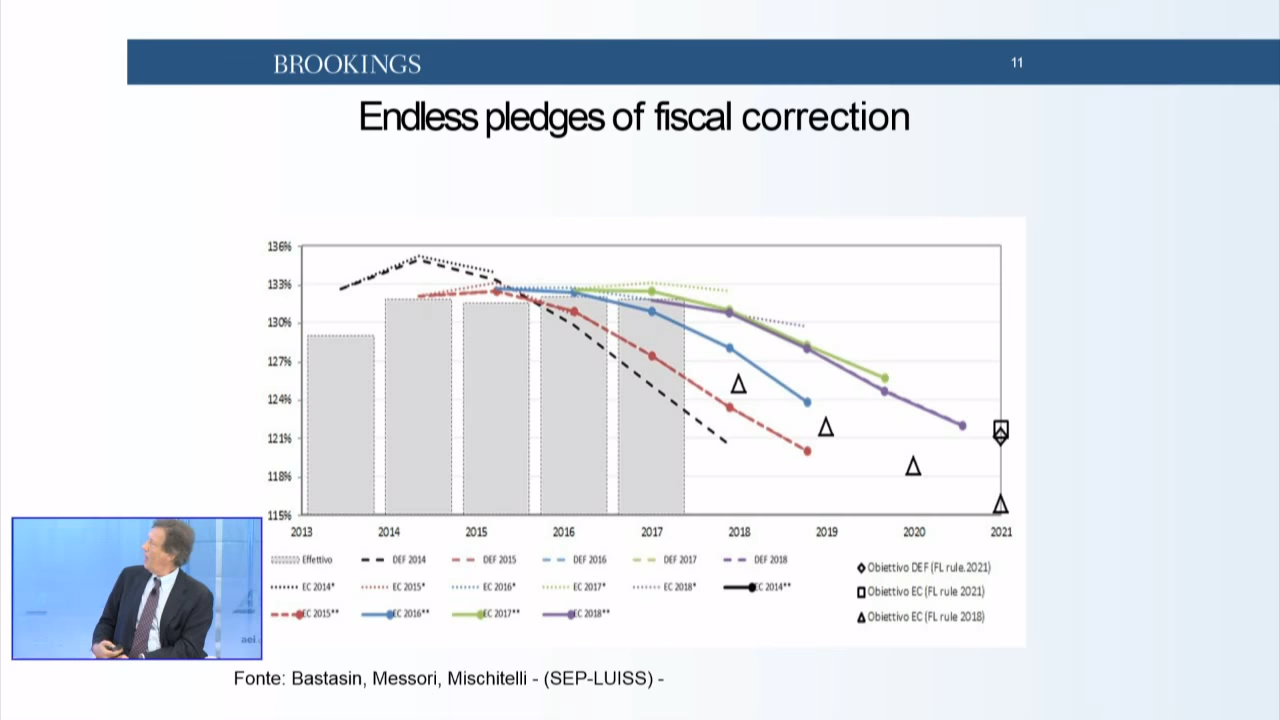 BROOKINGS
11
Endless pledges of fiscal correction
136%
133%
130%
127%
124%
121%
118%
115%
2013 2014 2015 2016 2017 2018 2019 2020 2021
Effettivo DEF 2014 DEF 2015 DEF 2016 DEF 2017 DEF 2018
EC 2014* EC 2015* EC 2016* EC 2017* EC 2018* EC 2014**
EC 2015** EC 2016** EC 2017** EC 2018**
Obiettivo DEF (FL rule.2021)
Obiettivo EC (FL rule 2021)
Obiettivo EC (FL rule 2018)
aei
Fonte: Bastasin, Messori, Mischitelli - (SEP-LUISS) -